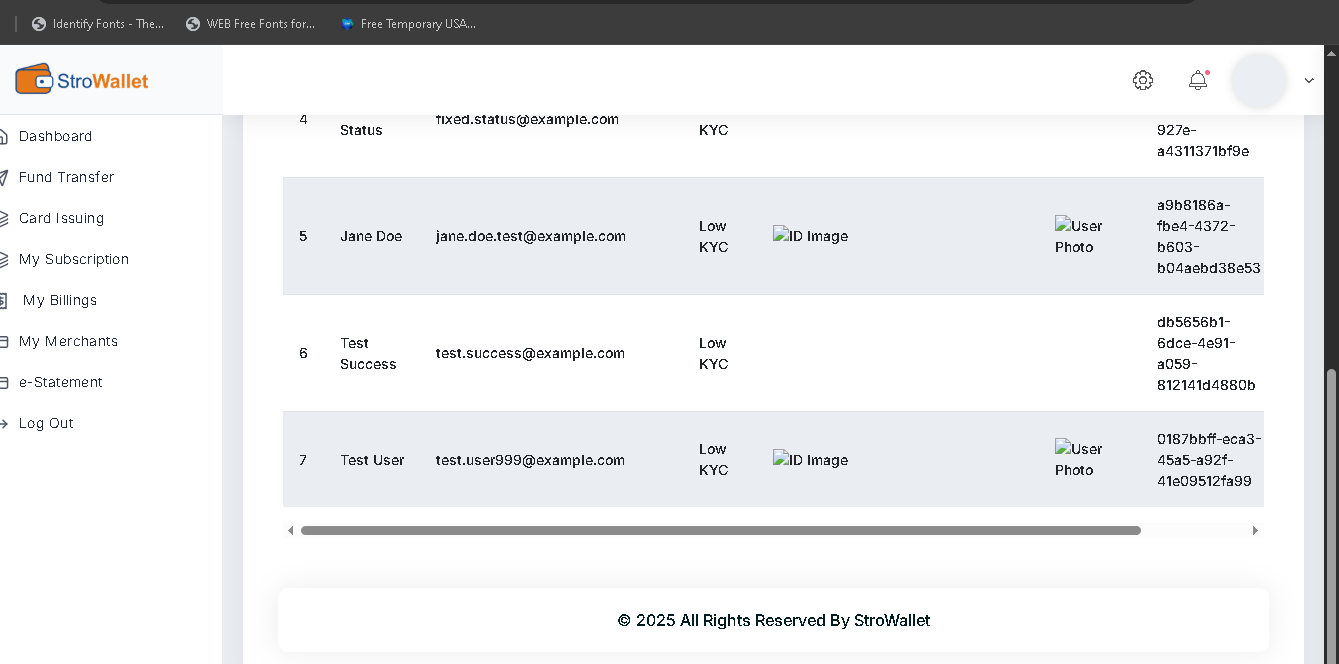 Identify Fonts - The...
WEB Free Fonts for...
Free Temporary USA...
StroWallet
Dashboard
Fund Transfer
Card Issuing
My Subscription
My Billings
My Merchants
e-Statement
Log Out
4
Status
fixed.status@example.com
KYC
927e-
a4311371bf9e
5
Jane Doe
jane.doe.test@example.com
Low
KYC
ID Image
User
Photo
a9b8186a-
fbe4-4372-
b603-
b04aebd38e53
6
Test
Success
test.success@example.com
Low
KYC
db5656b1-
6dce-4e91-
a059-
812141d4880b
7
Test User
test.user999@example.com
Low
KYC
ID Image
User
Photo
0187bbff-eca3-
45a5-a92f-
41e09512fa99
© 2025 All Rights Reserved By StroWallet